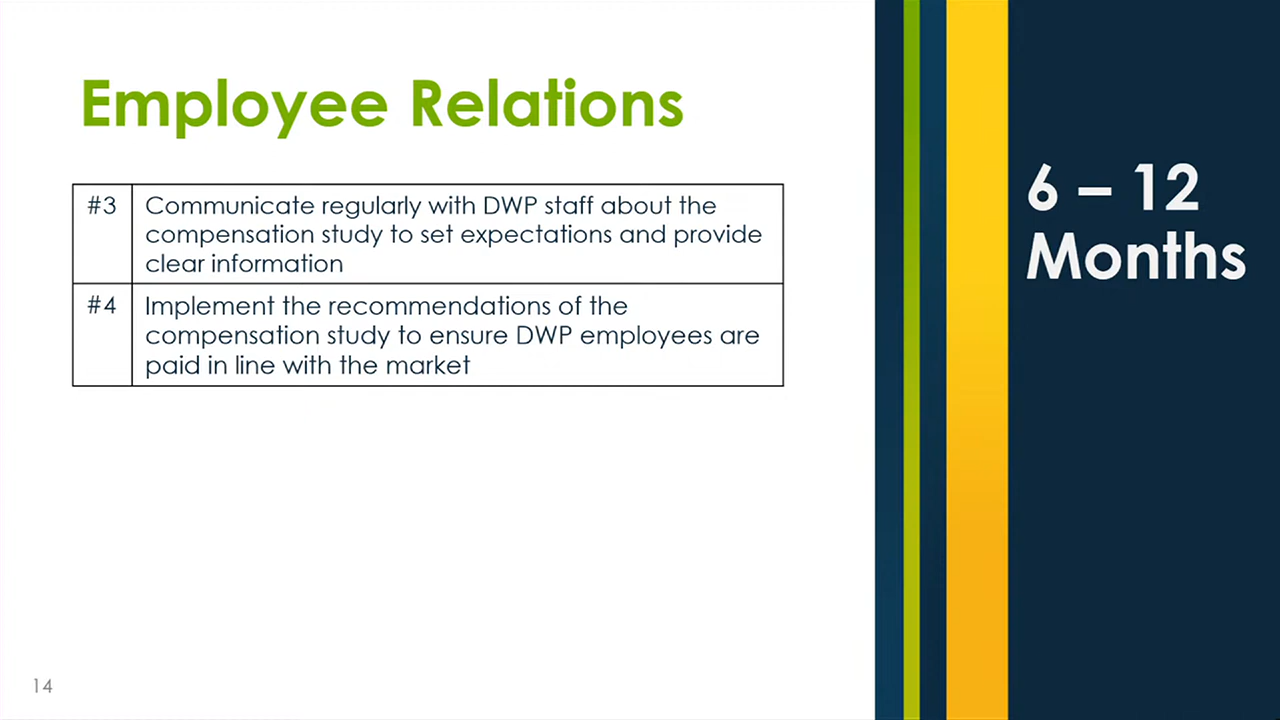 Employee Relations
#3 Communicate regularly with DWP staff about the
compensation study to set expectations and provide
clear information
#4 Implement the recommendations of the
compensation study to ensure DWP employees are
paid in line with the market
6 – 12
Months
14